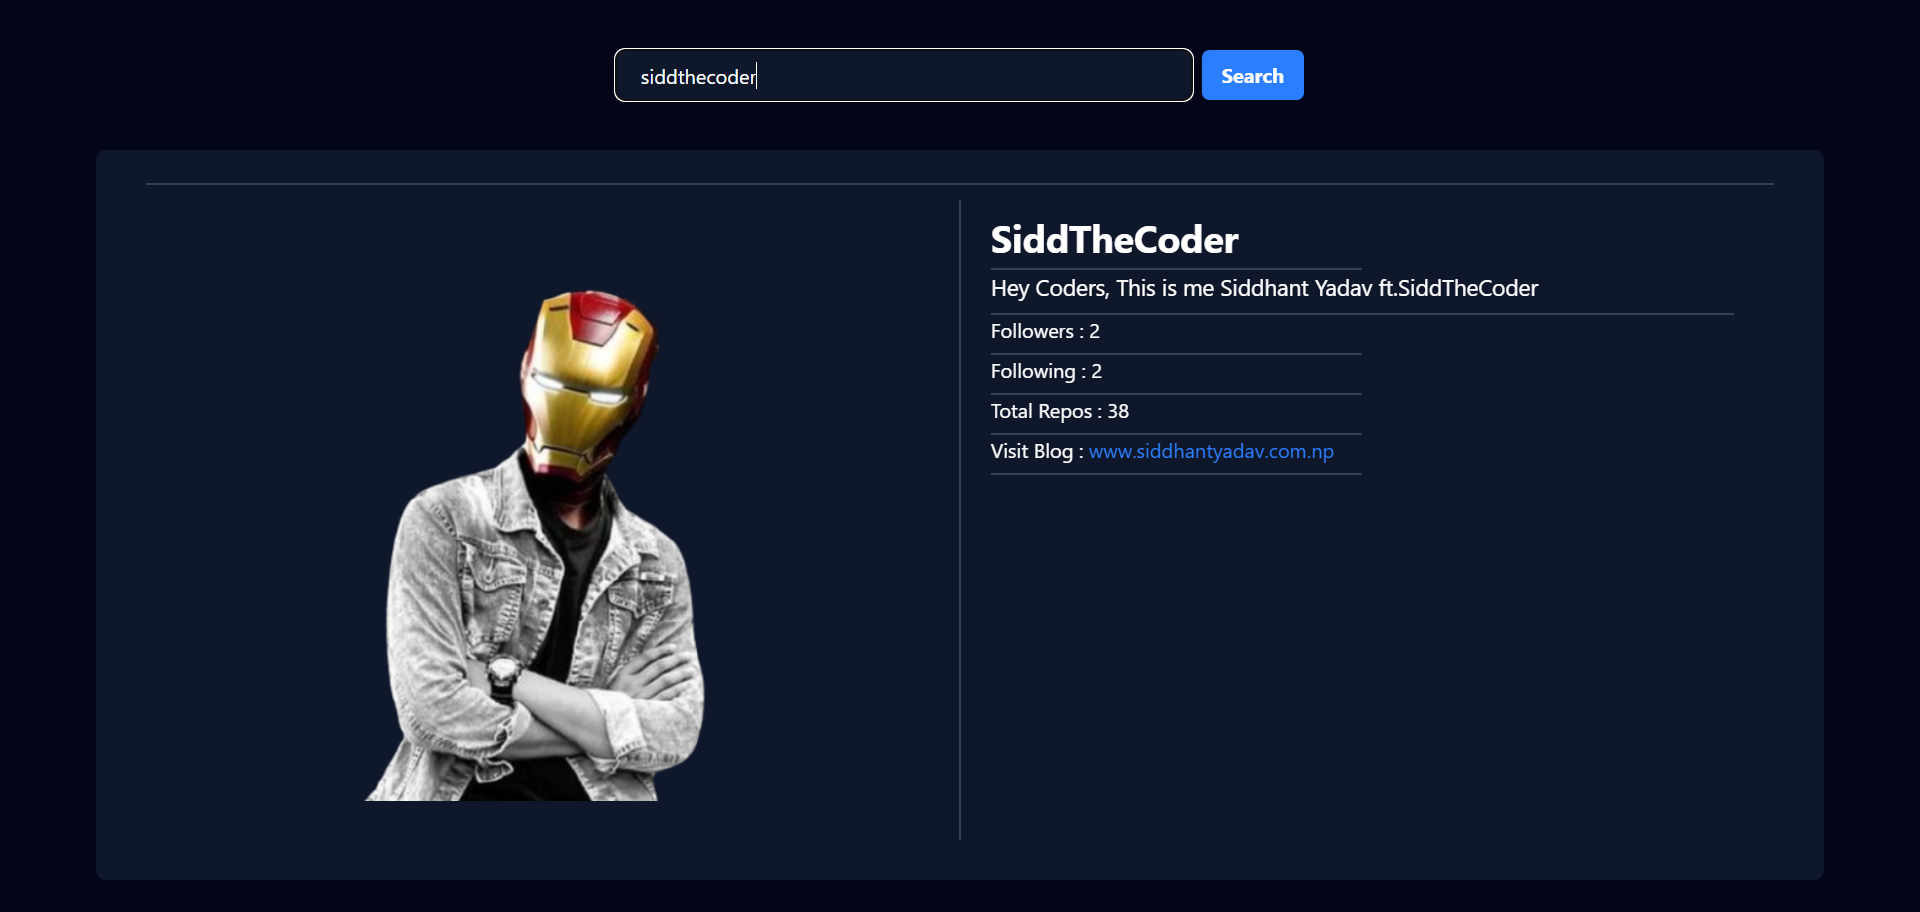 siddthecoder
Search
SiddTheCoder
Hey Coders, This is me Siddhant Yadav ft.SiddTheCoder
Followers : 2
Following : 2
Total Repos : 38
Visit Blog : www.siddhantyadav.com.np